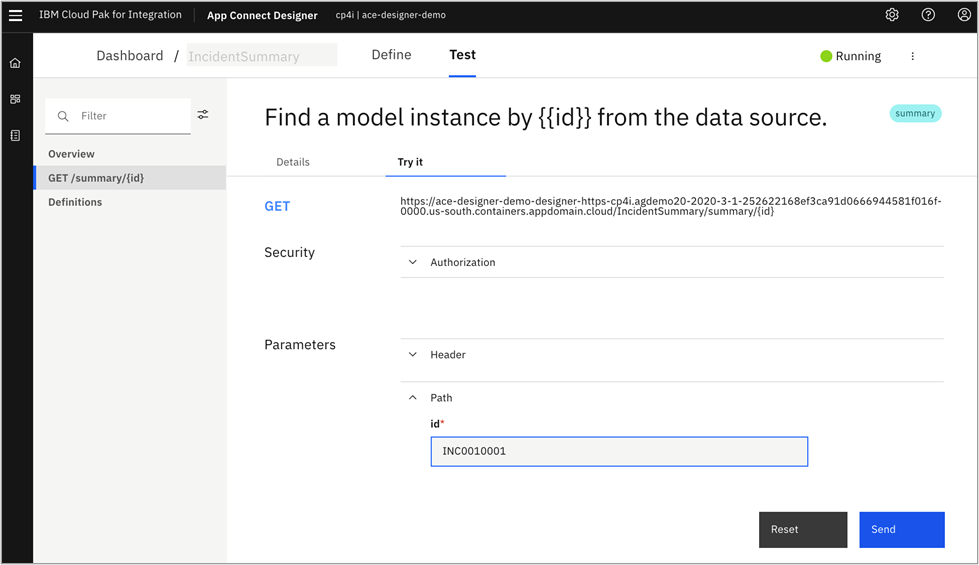 IBM Cloud Pak for Integration App Connect Designer cp4i | ace-designer-demo
Dashboard / IncidentSummary Define Test Running
Filter
Overview
GET /summary/{id}
Definitions
Find a model instance by {{id}} from the data source. summary
Details Try it
GET
https://ace-designer-demo-designer-https-cp4i.agdemo20-2020-3-1-252622168ef3ca91d0666944581f016f-
0000.us-south.containers.appdomain.cloud/IncidentSummary/summary/{id}
Security
Authorization
Parameters
Header
Path
id*
INC0010001
Reset Send